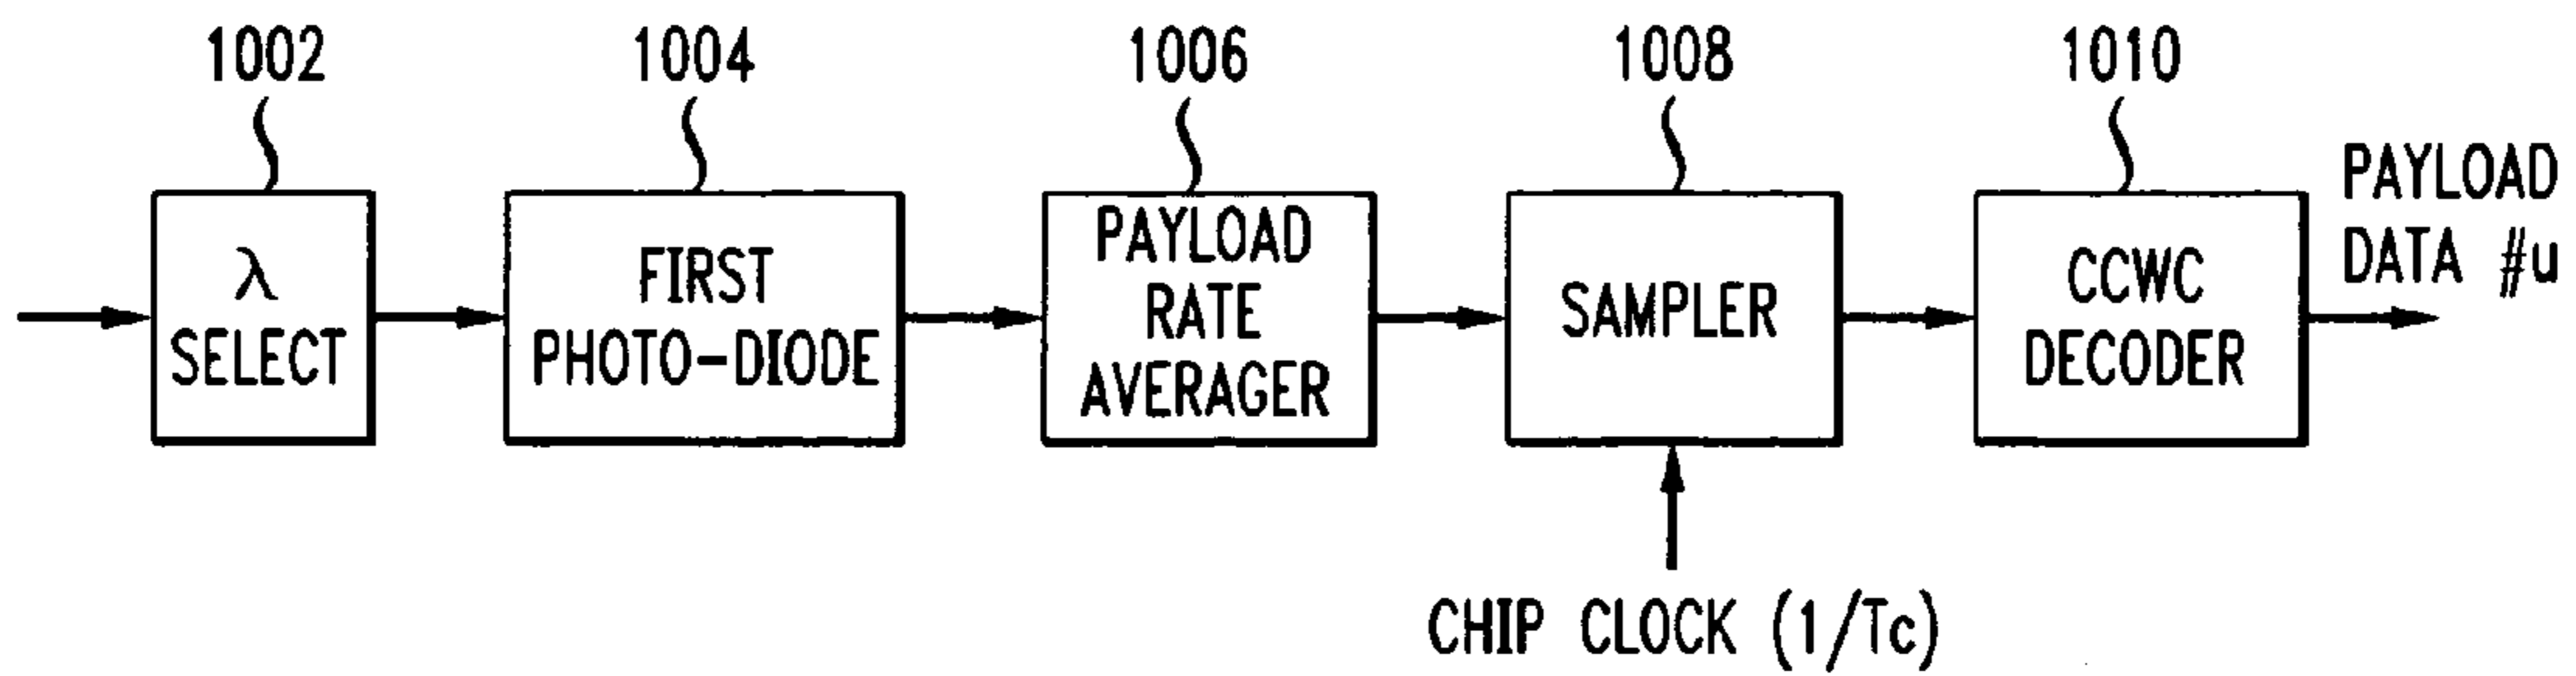 1002
1004
1006
1008
1010
λ
SELECT
FIRST
PHOTO-DIODE
PAYLOAD
RATE
AVERAGER
SAMPLER
CCWC
DECODER
PAYLOAD
DATA #u
CHIP CLOCK (1/Tc)